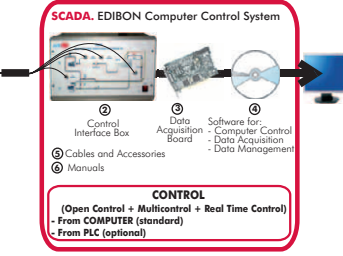 SCADA. EDIBON Computer Control System
2
Control
Interface Box
3
Data
Acquisition
Board
4
Software for:
- Computer Control
- Data Acquisition
- Data Management
5 Cables and Accessories
6 Manuals
CONTROL
(Open Control + Multicontrol + Real Time Control)
- From COMPUTER (standard)
- From PLC (optional)